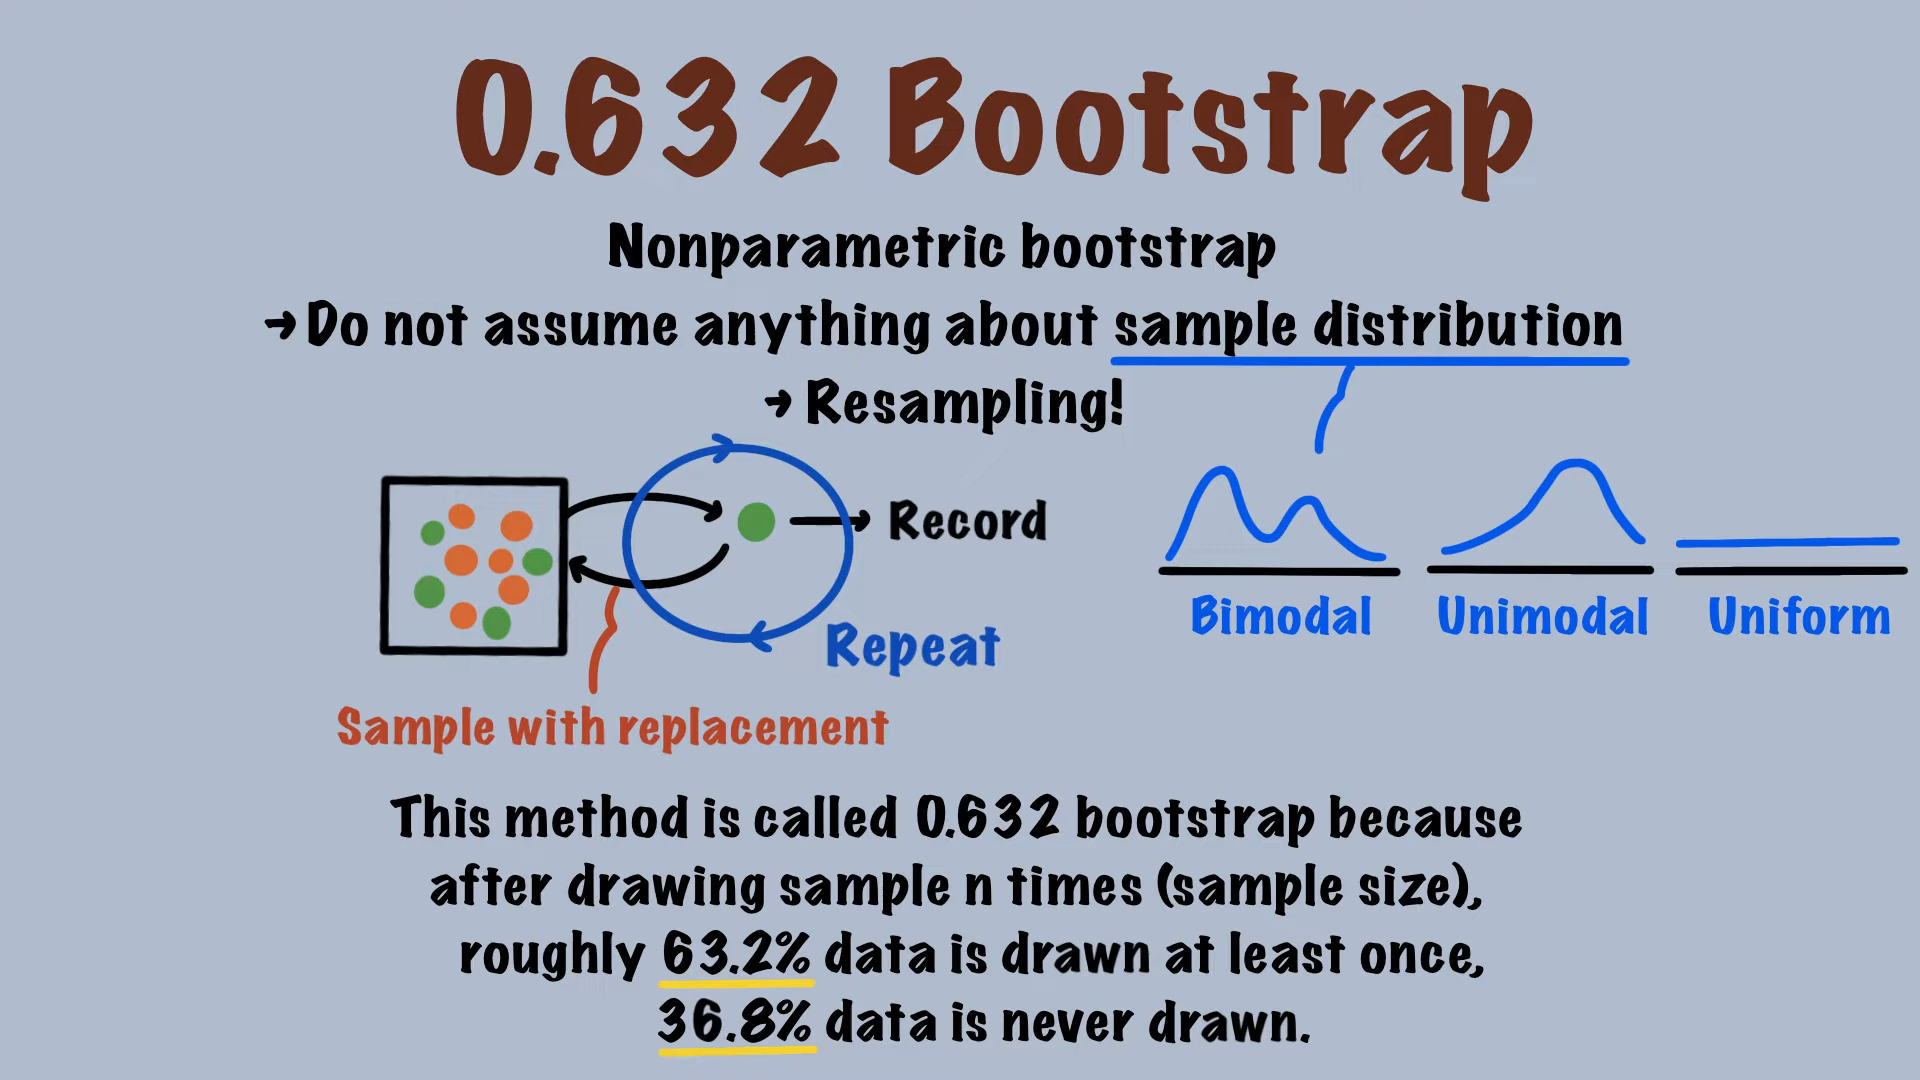 0.632 Bootstrap
Nonparametric bootstrap
→ Do not assume anything about sample distribution
→ Resampling!
Record
Repeat
Sample with replacement
Bimodal
Unimodal
Uniform
This method is called 0.632 bootstrap because
after drawing sample n times (sample size),
roughly 63.2% data is drawn at least once,
36.8% data is never drawn.